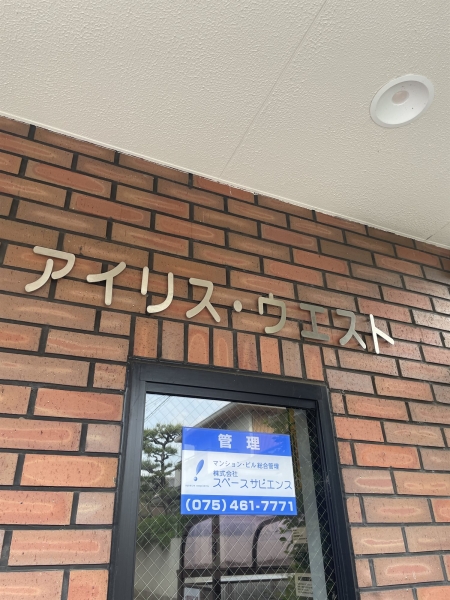 アイリス・ウエスト
管理
マンション・ビル総合管理
株式会社
スペースサピエンス
(075)461-7771